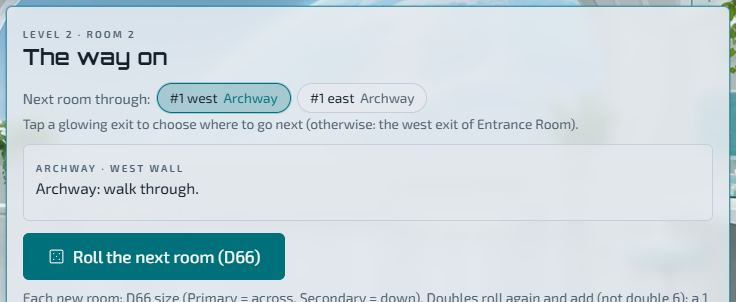 LEVEL 2 · ROOM 2
The way on
Next room through: #1 west Archway #1 east Archway
Tap a glowing exit to choose where to go next (otherwise: the west exit of Entrance Room).
ARCHWAY · WEST WALL
Archway: walk through.
Roll the next room (D66)
Each new room: D66 size (Primary = across, Secondary = down). Doubles roll again and add (not double 6): a 1